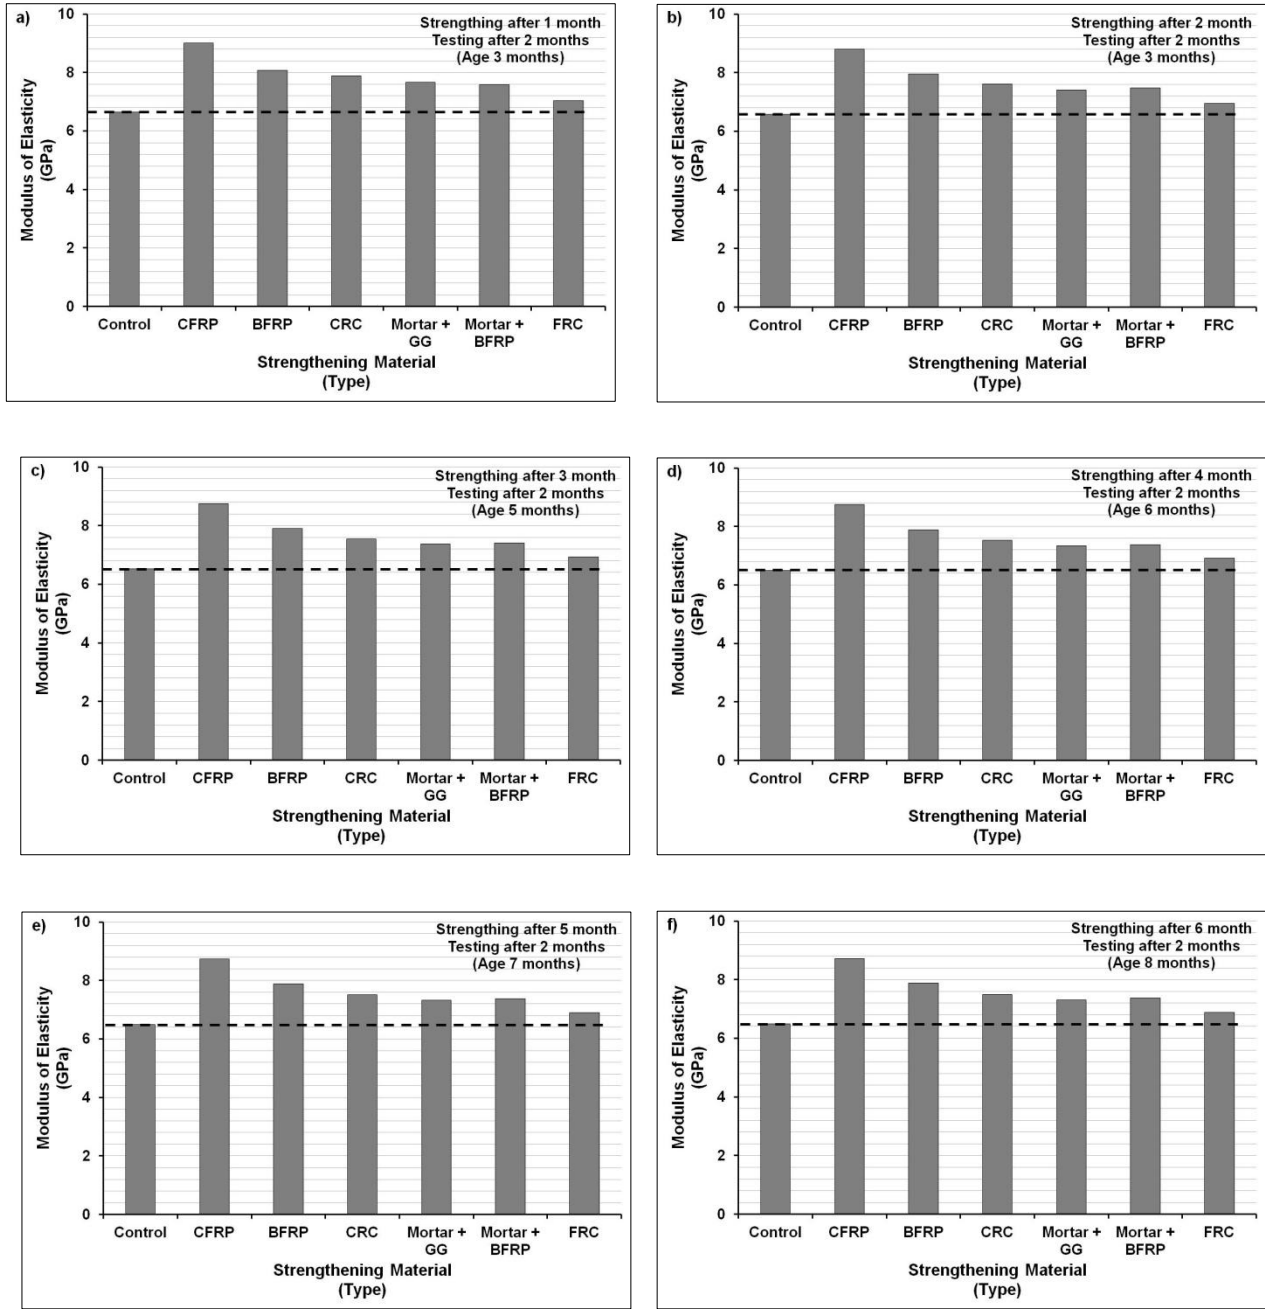 a)
Strengthing after 1 month
Testing after 2 months
(Age 3 months)
Modulus of Elasticity
(GPa)
10
8
6
4
2
0
Control CFRP BFRP CRC Mortar + GG Mortar + BFRP FRC
Strengthening Material
(Type)
b)
Strengthing after 2 month
Testing after 2 months
(Age 3 months)
Modulus of Elasticity
(GPa)
10
8
6
4
2
0
Control CFRP BFRP CRC Mortar + GG Mortar + BFRP FRC
Strengthening Material
(Type)
c)
Strengthing after 3 month
Testing after 2 months
(Age 5 months)
Modulus of Elasticity
(GPa)
10
8
6
4
2
0
Control CFRP BFRP CRC Mortar + GG Mortar + BFRP FRC
Strengthening Material
(Type)
d)
Strengthing after 4 month
Testing after 2 months
(Age 6 months)
Modulus of Elasticity
(GPa)
10
8
6
4
2
0
Control CFRP BFRP CRC Mortar + GG Mortar + BFRP FRC
Strengthening Material
(Type)
e)
Strengthing after 5 month
Testing after 2 months
(Age 7 months)
Modulus of Elasticity
(GPa)
10
8
6
4
2
0
Control CFRP BFRP CRC Mortar + GG Mortar + BFRP FRC
Strengthening Material
(Type)
f)
Strengthing after 6 month
Testing after 2 months
(Age 8 months)
Modulus of Elasticity
(GPa)
10
8
6
4
2
0
Control CFRP BFRP CRC Mortar + GG Mortar + BFRP FRC
Strengthening Material
(Type)